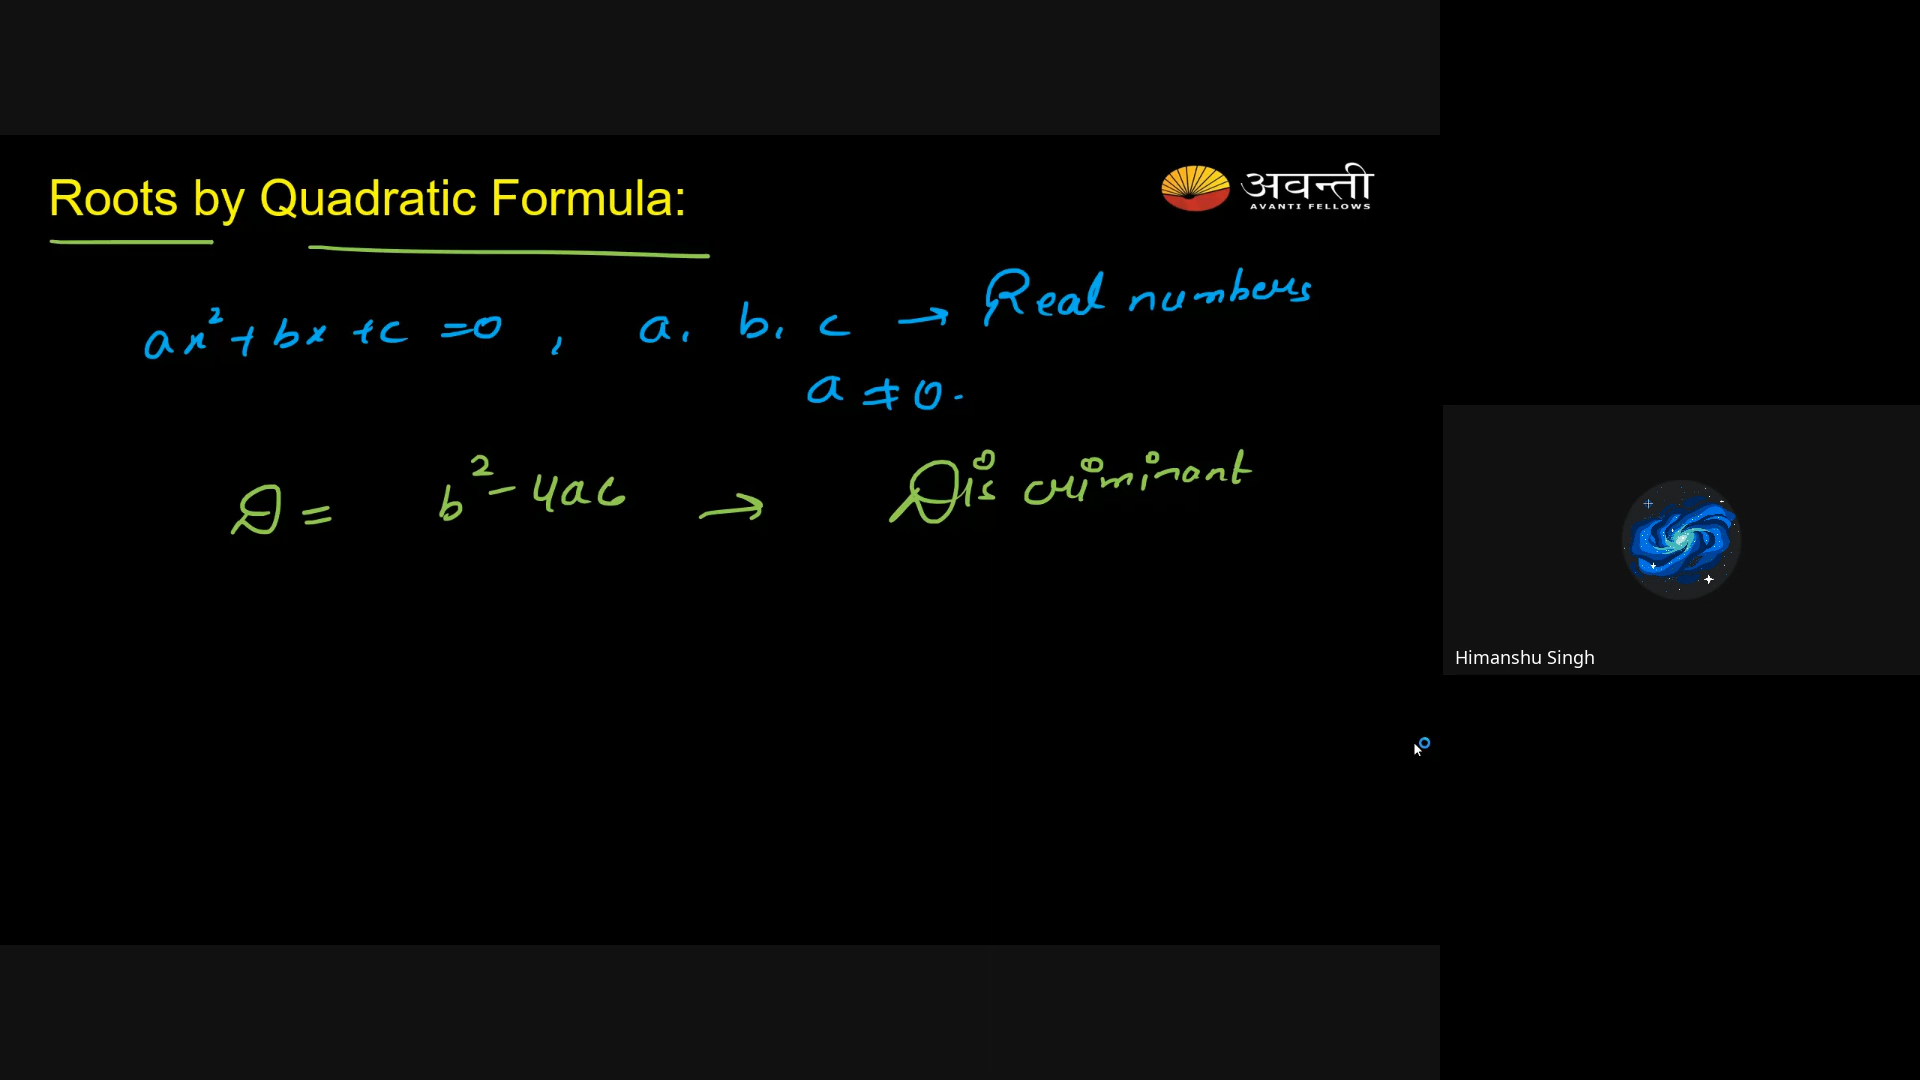 Roots by Quadratic Formula:
अवन्ती
AVANTI FELLOWS
ax² + bx + c = 0 , a, b, c → Real numbers
a ≠ 0.
D = b² - 4ac → Discriminant
Himanshu Singh